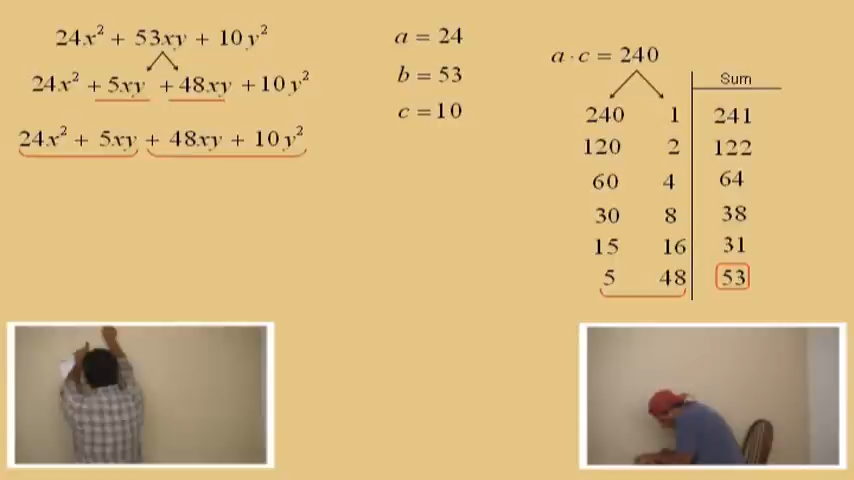 24x² + 53xy + 10y²
24x² + 5xy + 48xy + 10y²
24x² + 5xy + 48xy + 10y²
a = 24
b = 53
c = 10
a · c = 240
Sum
240 1 241
120 2 122
60 4 64
30 8 38
15 16 31
5 48 53